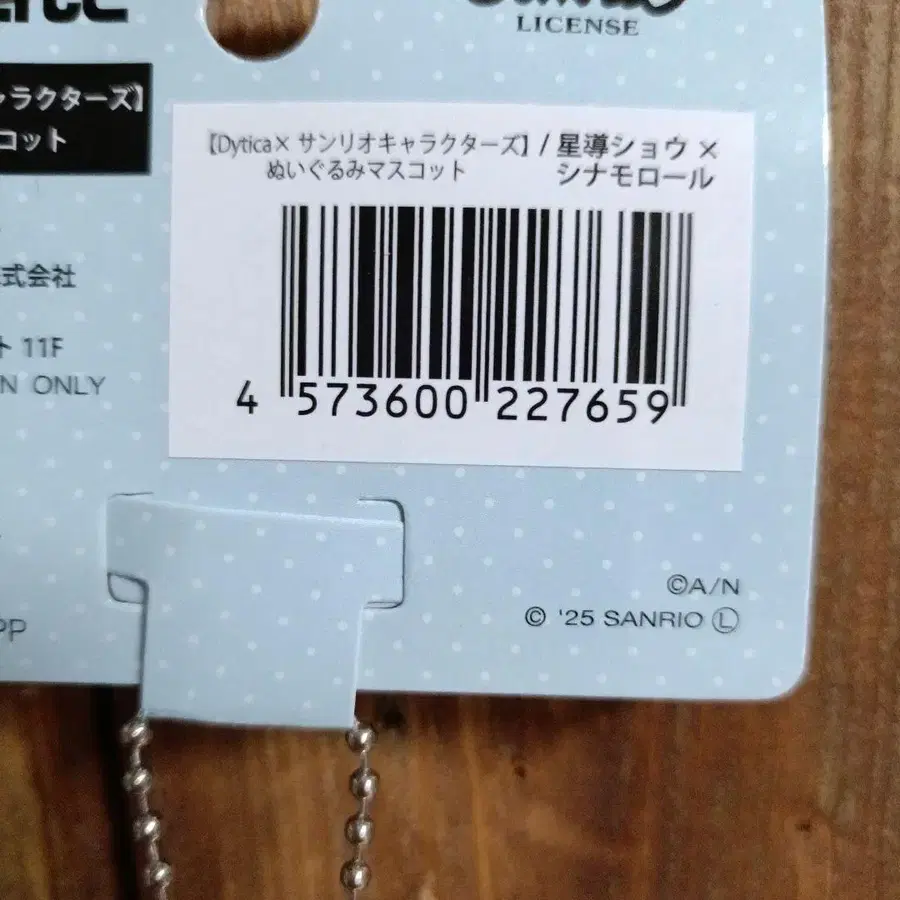 LICENSE
ャラクターズ】
コット
【Dytica× サンリオキャラクターズ】/ 星導ショウ ×
ぬいぐるみマスコット シナモロール
式会社
ト 11F
N ONLY
4 573600 227659
©A/N
© '25 SANRIO Ⓛ
PP